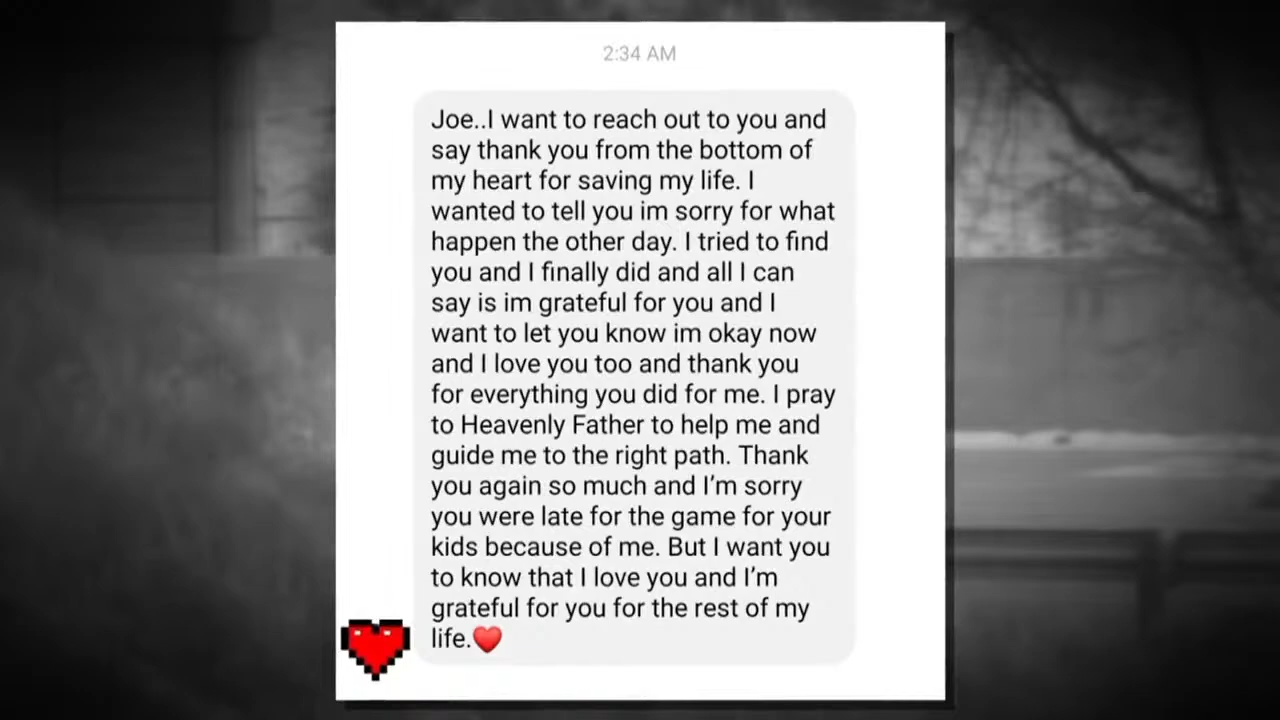 2:34 AM
Joe..I want to reach out to you and
say thank you from the bottom of
my heart for saving my life. I
wanted to tell you im sorry for what
happen the other day. I tried to find
you and I finally did and all I can
say is im grateful for you and I
want to let you know im okay now
and I love you too and thank you
for everything you did for me. I pray
to Heavenly Father to help me and
guide me to the right path. Thank
you again so much and I’m sorry
you were late for the game for your
kids because of me. But I want you
to know that I love you and I’m
grateful for you for the rest of my
life.❤️